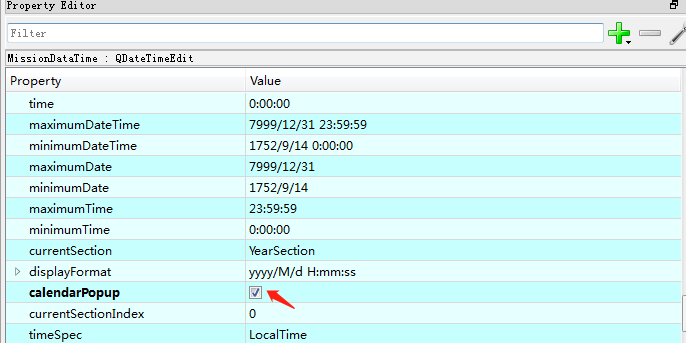 Property Editor
Filter
MissionDataTime : QDateTimeEdit
Property Value
time 0:00:00
maximumDateTime 7999/12/31 23:59:59
minimumDateTime 1752/9/14 0:00:00
maximumDate 7999/12/31
minimumDate 1752/9/14
maximumTime 23:59:59
minimumTime 0:00:00
currentSection YearSection
displayFormat yyyy/M/d H:mm:ss
calendarPopup
currentSectionIndex 0
timeSpec LocalTime